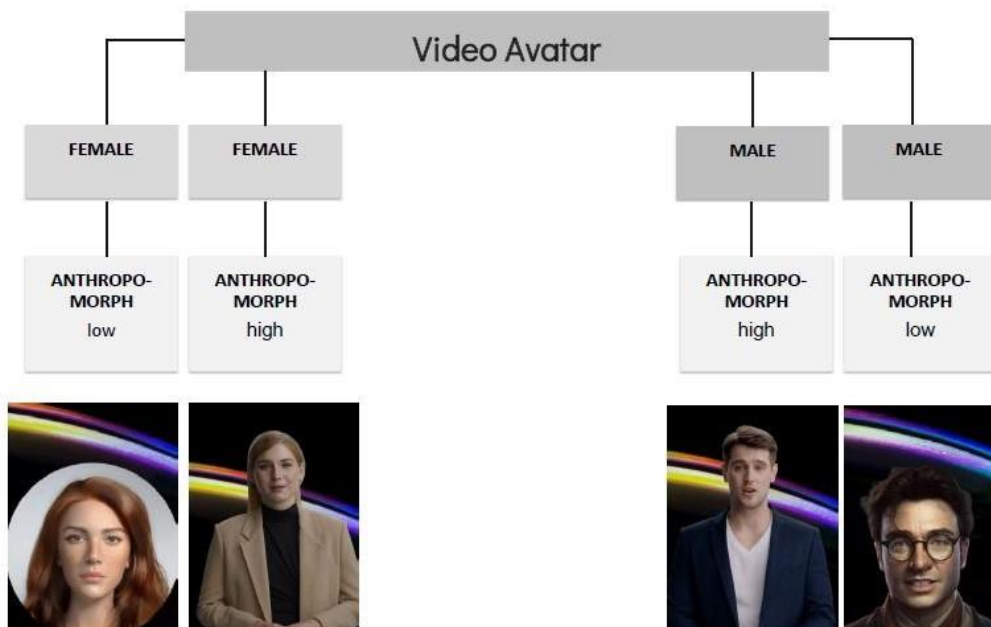 Video Avatar
FEMALE
FEMALE
MALE
MALE
ANTHROPO-
MORPH
low
ANTHROPO-
MORPH
high
ANTHROPO-
MORPH
high
ANTHROPO-
MORPH
low